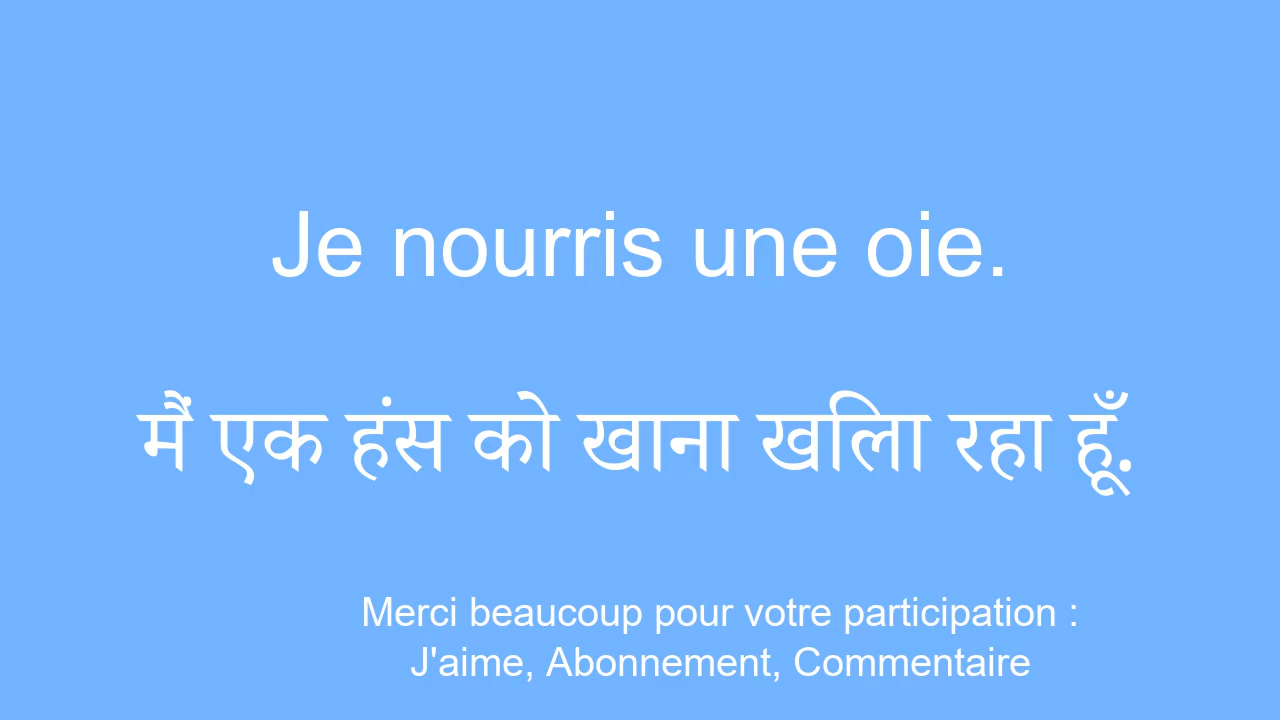 Je nourris une oie.
मैं एक हंस को खाना खिला रहा हूँ.
Merci beaucoup pour votre participation :
J'aime, Abonnement, Commentaire